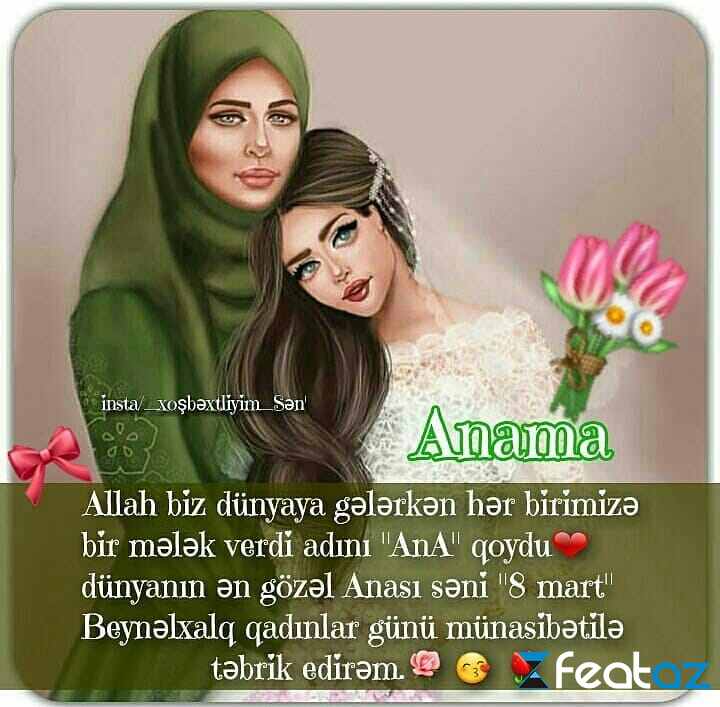 insta/_xoşbəxtliyim_Sən'
Anama
Allah biz dünyaya gələrkən hər birimizə
bir mələk verdi adını "AnA" qoydu❤
dünyanın ən gözəl Anası səni "8 mart"
Beynəlxalq qadınlar günü münasibətilə
təbrik edirəm.
featoz